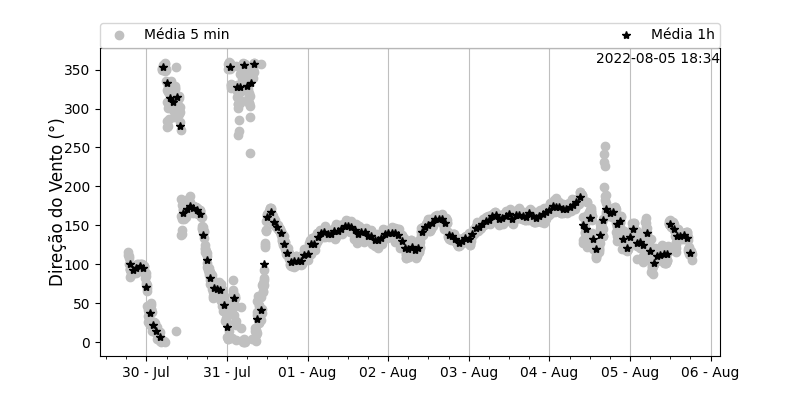 Média 5 min
Média 1h
2022-08-05 18:34
Direção do Vento (°)
350
300
250
200
150
100
50
0
30 - Jul
31 - Jul
01 - Aug
02 - Aug
03 - Aug
04 - Aug
05 - Aug
06 - Aug